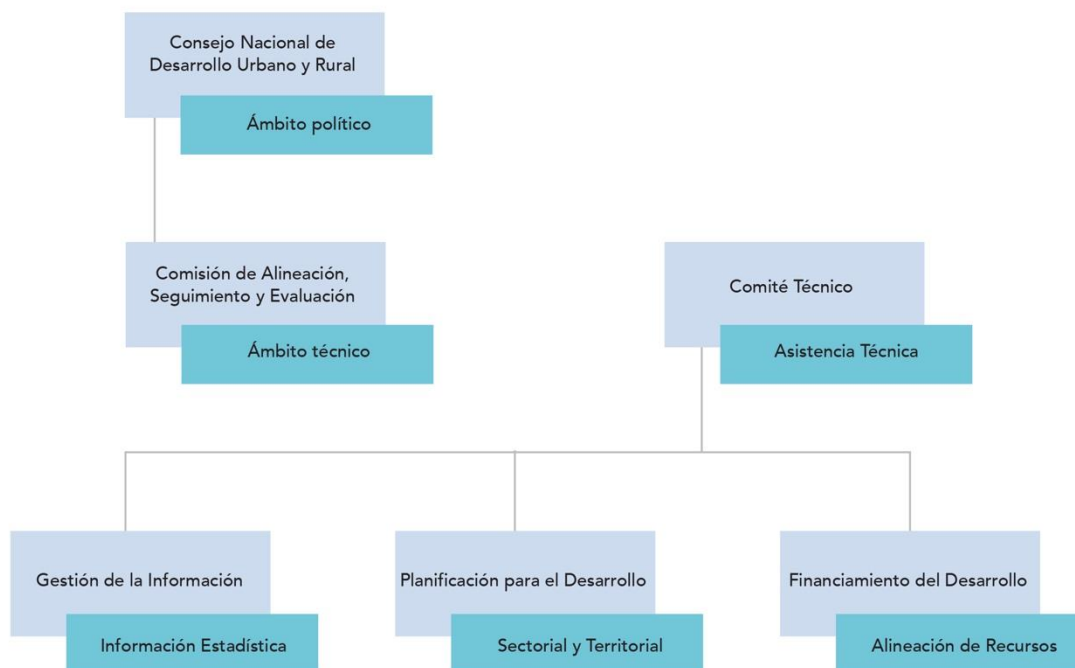 Consejo Nacional de
Desarrollo Urbano y Rural
Ámbito político
Comisión de Alineación,
Seguimiento y Evaluación
Ámbito técnico
Comité Técnico
Asistencia Técnica
Gestión de la Información
Información Estadística
Planificación para el Desarrollo
Sectorial y Territorial
Financiamiento del Desarrollo
Alineación de Recursos